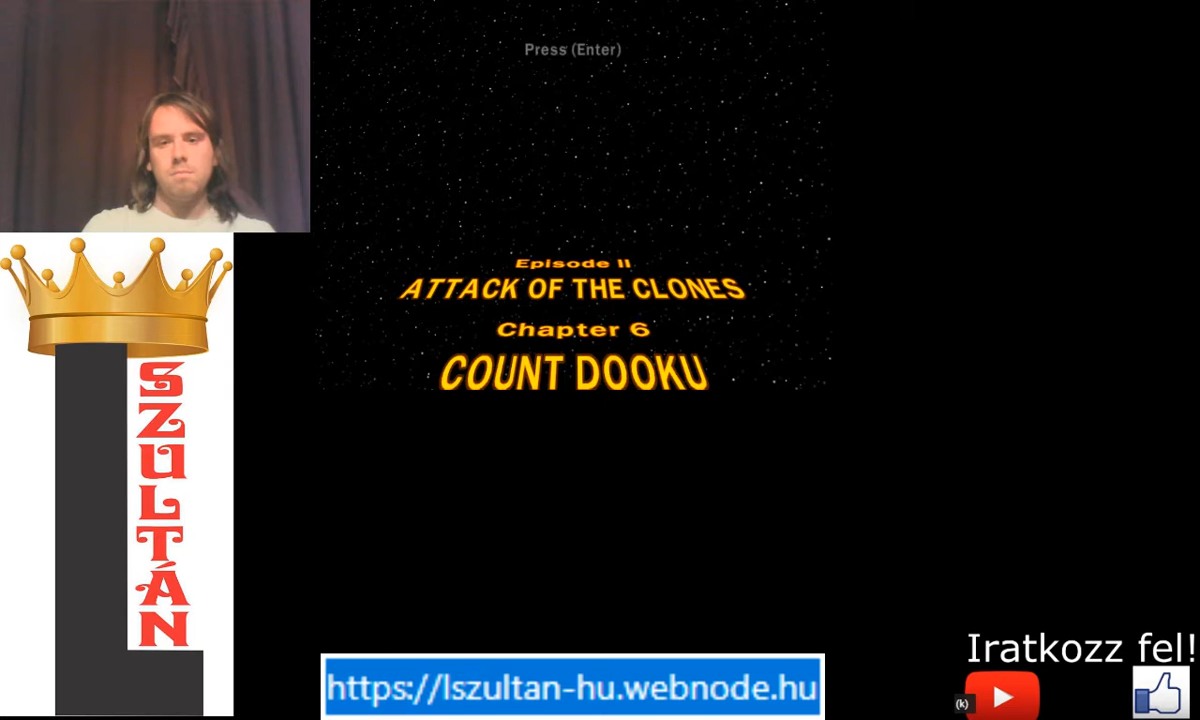 Press (Enter)
Episode II
ATTACK OF THE CLONES
Chapter 6
COUNT DOOKU
L
SZULTÁN
Iratkozz fel!
(k)
https://lszultan-hu.webnode.hu